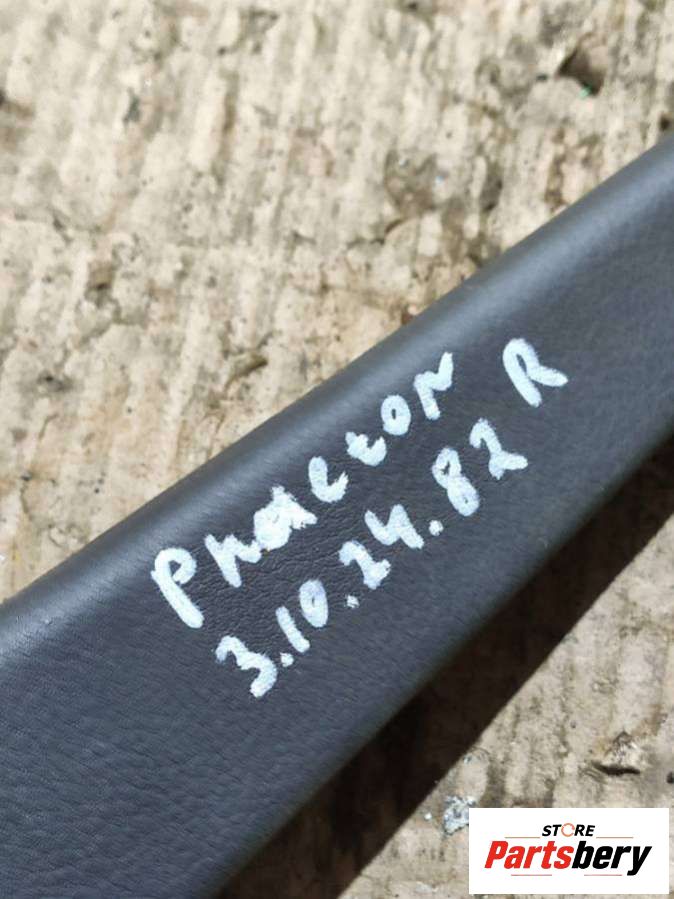 Phaeton
3.10.24.82 R
STORE
Partsbery